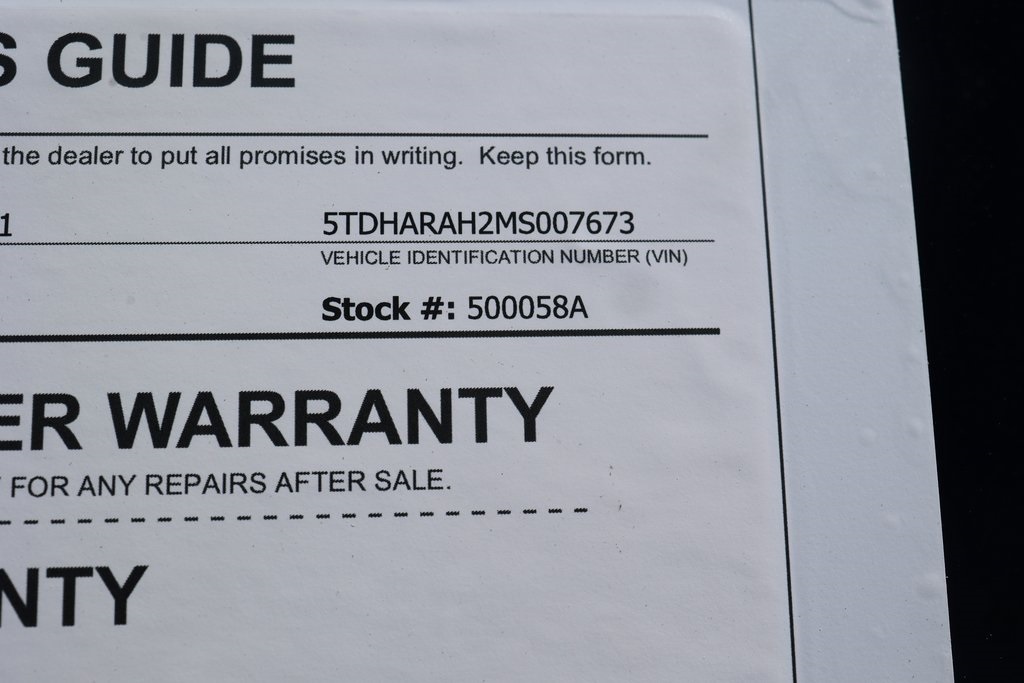 S GUIDE
the dealer to put all promises in writing. Keep this form.
1 5TDHARAH2MS007673
VEHICLE IDENTIFICATION NUMBER (VIN)
Stock #: 500058A
ER WARRANTY
FOR ANY REPAIRS AFTER SALE.
NTY